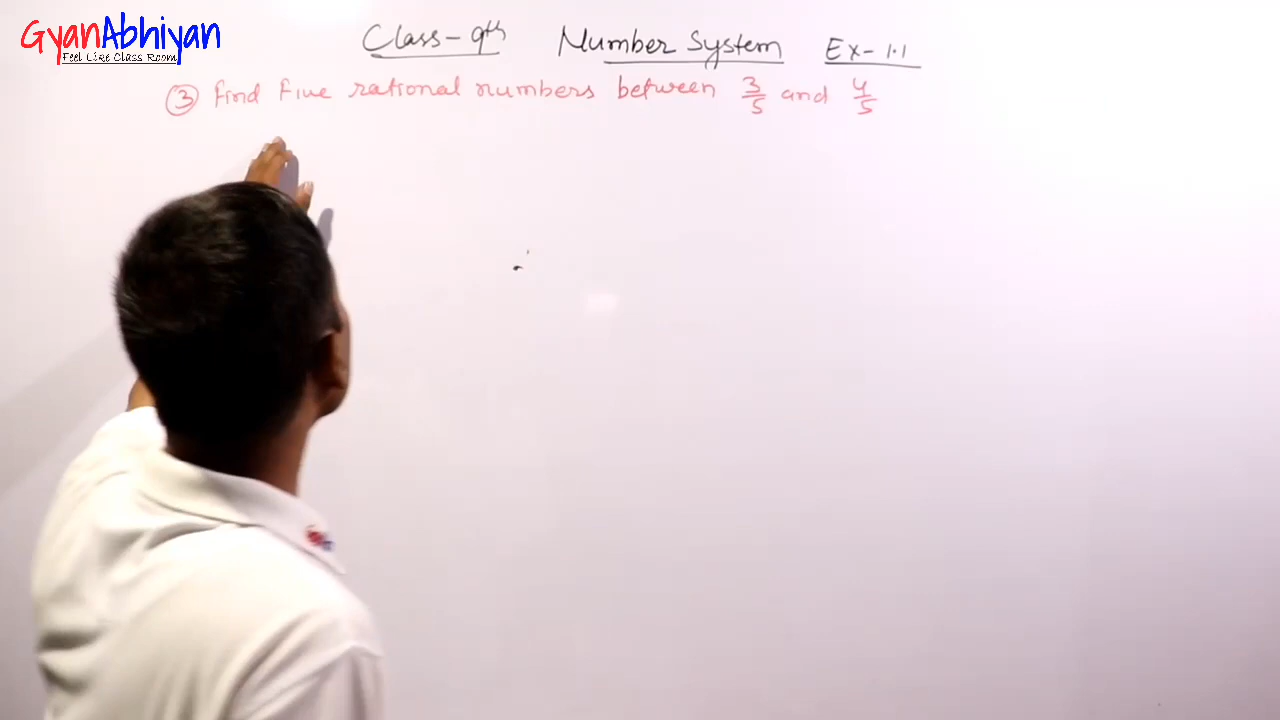 GyanAbhiyan
Feel Like Class Room
Class-9th Number System Ex-1.1
③ Find Five rational numbers between 3/5 and 4/5